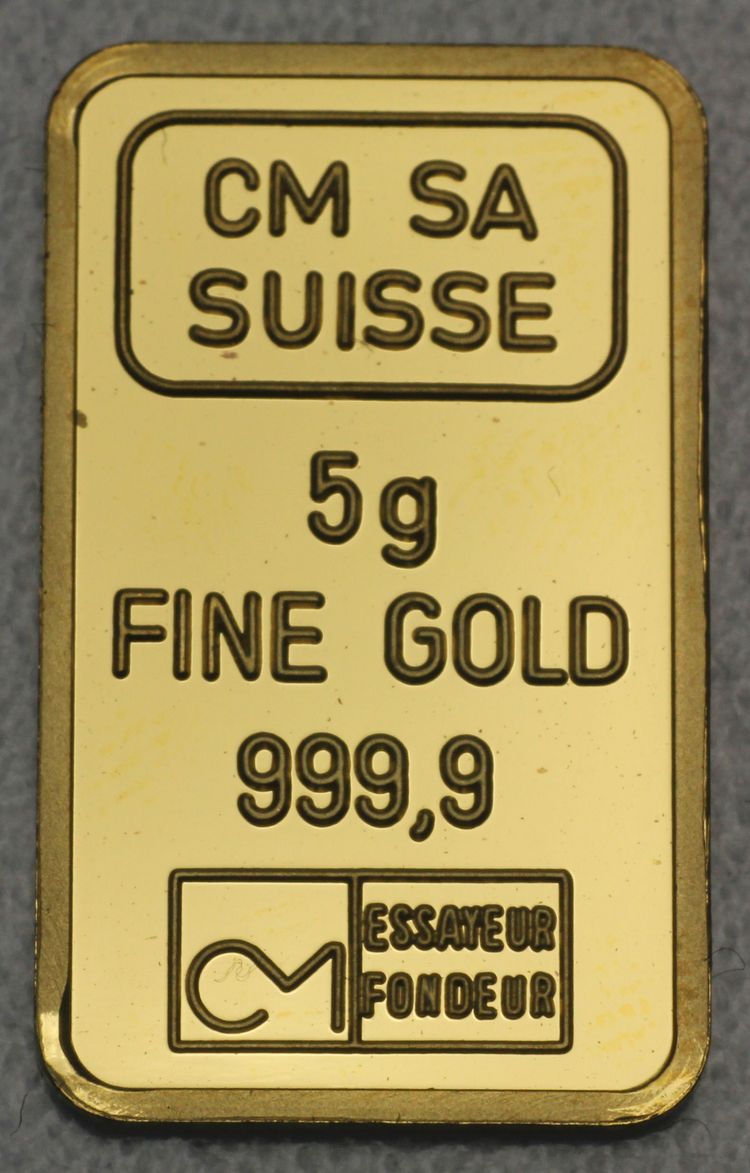 CM SA
SUISSE
5g
FINE GOLD
999,9
CM
ESSAYEUR
FONDEUR